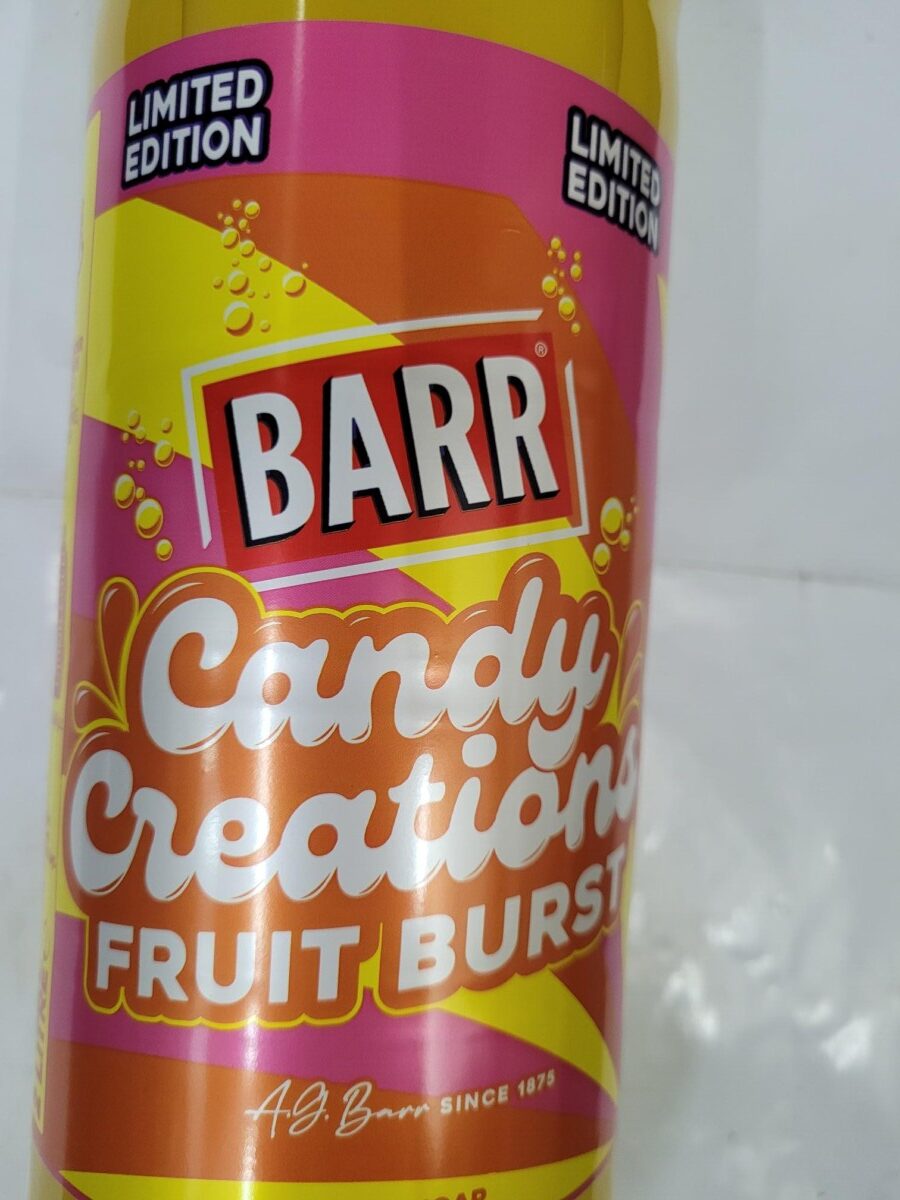 LIMITED
EDITION
LIMITED
EDITION
BARR®
Candy
Creations
FRUIT BURST
A.G. Barr SINCE 1875